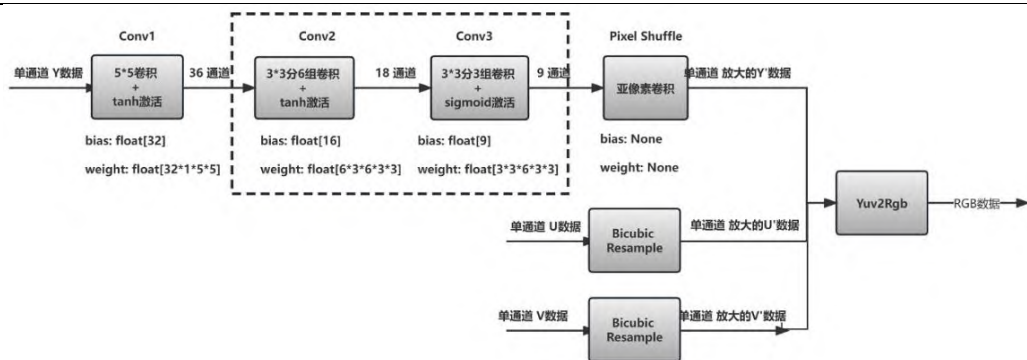 Conv1
Conv2
Conv3
Pixel Shuffle
单通道 Y数据
5*5卷积
+
tanh激活
36 通道
3*3分6组卷积
+
tanh激活
18 通道
3*3分3组卷积
+
sigmoid激活
9 通道
亚像素卷积
单通道 放大的Y'数据
bias: float[32]
weight: float[32*1*5*5]
bias: float[16]
weight: float[6*3*6*3*3]
bias: float[9]
weight: float[3*3*6*3*3]
bias: None
weight: None
Yuv2Rgb
RGB数据
单通道 U数据
Bicubic
Resample
单通道 放大的U'数据
单通道 V数据
Bicubic
Resample
单通道 放大的V'数据